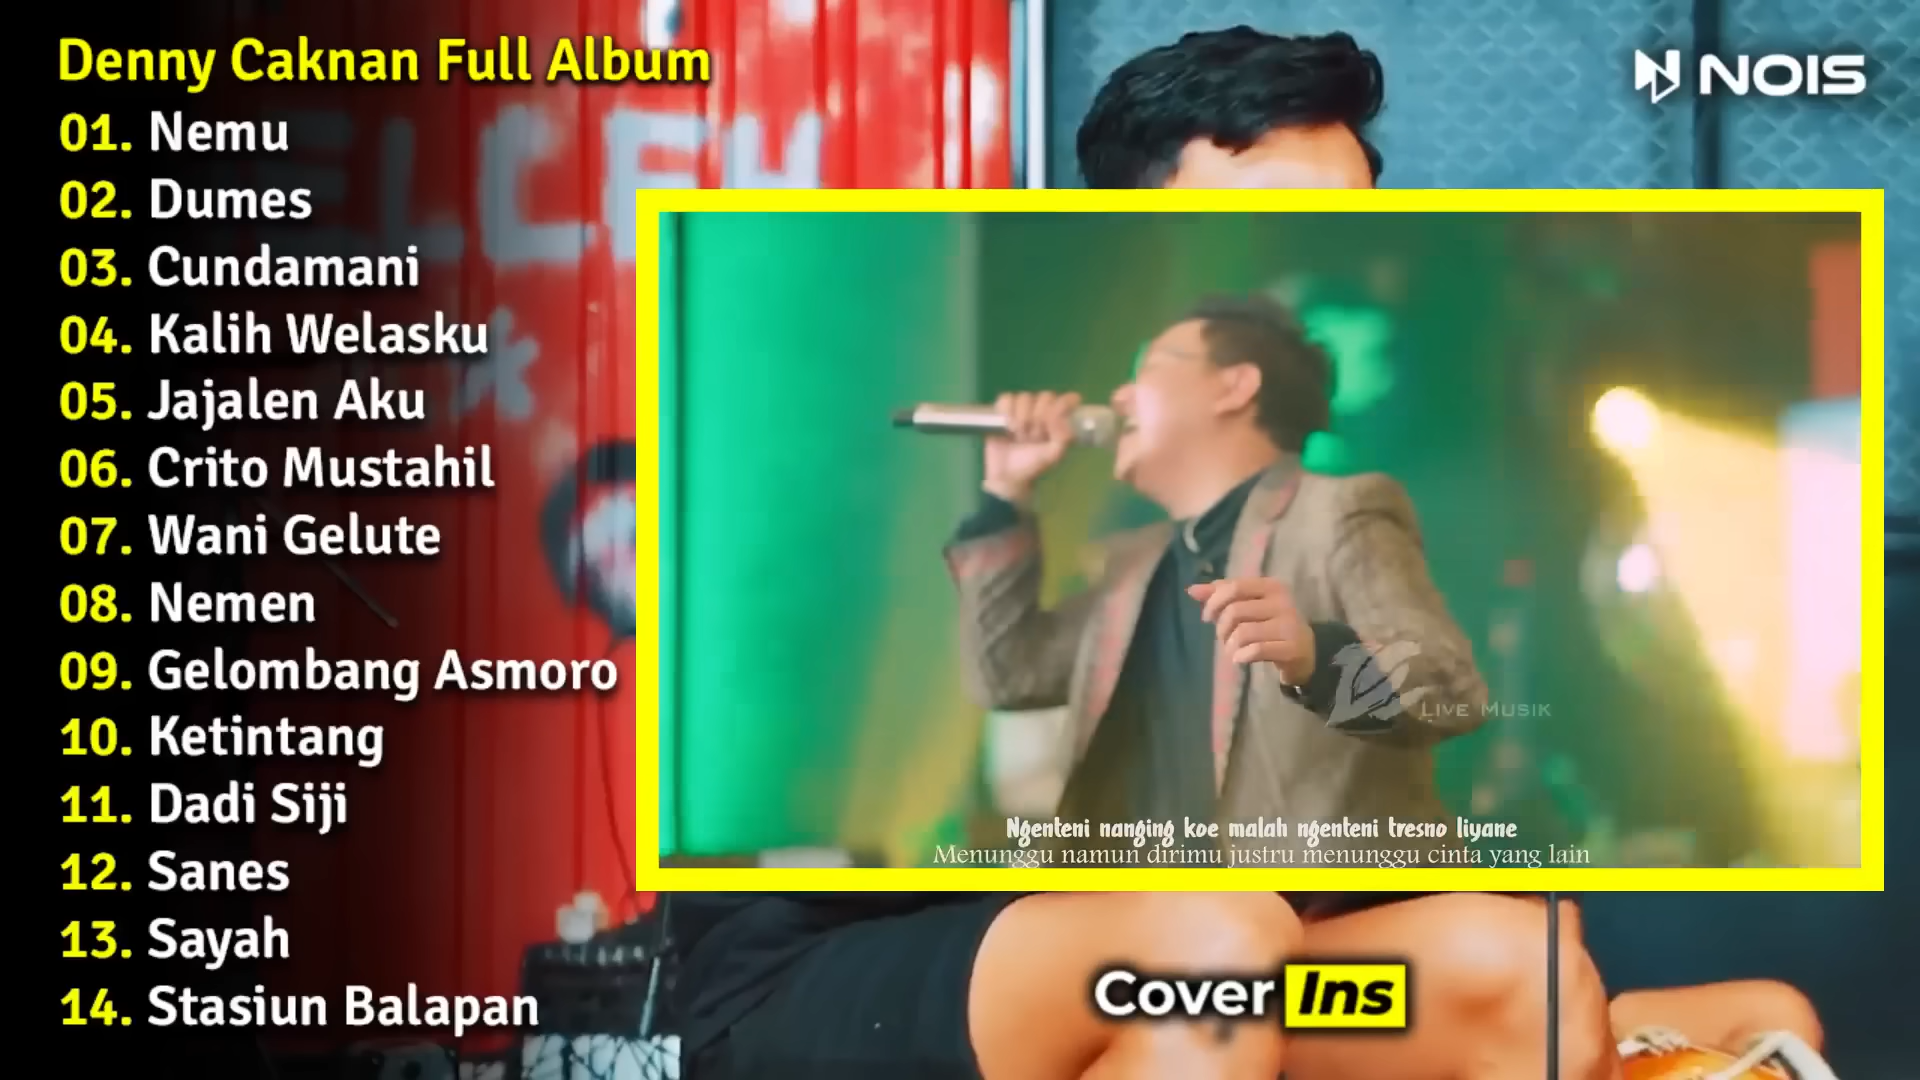 Denny Caknan Full Album
01. Nemu
02. Dumes
03. Cundamani
04. Kalih Welasku
05. Jajalen Aku
06. Crito Mustahil
07. Wani Gelute
08. Nemen
09. Gelombang Asmoro
10. Ketintang
11. Dadi Siji
12. Sanes
13. Sayah
14. Stasiun Balapan
NOIS
LIVE MUSIK
Ngenteni nanging koe malah ngenteni tresno liyane
Menunggu namun dirimu justru menunggu cinta yang lain
Cover Ins